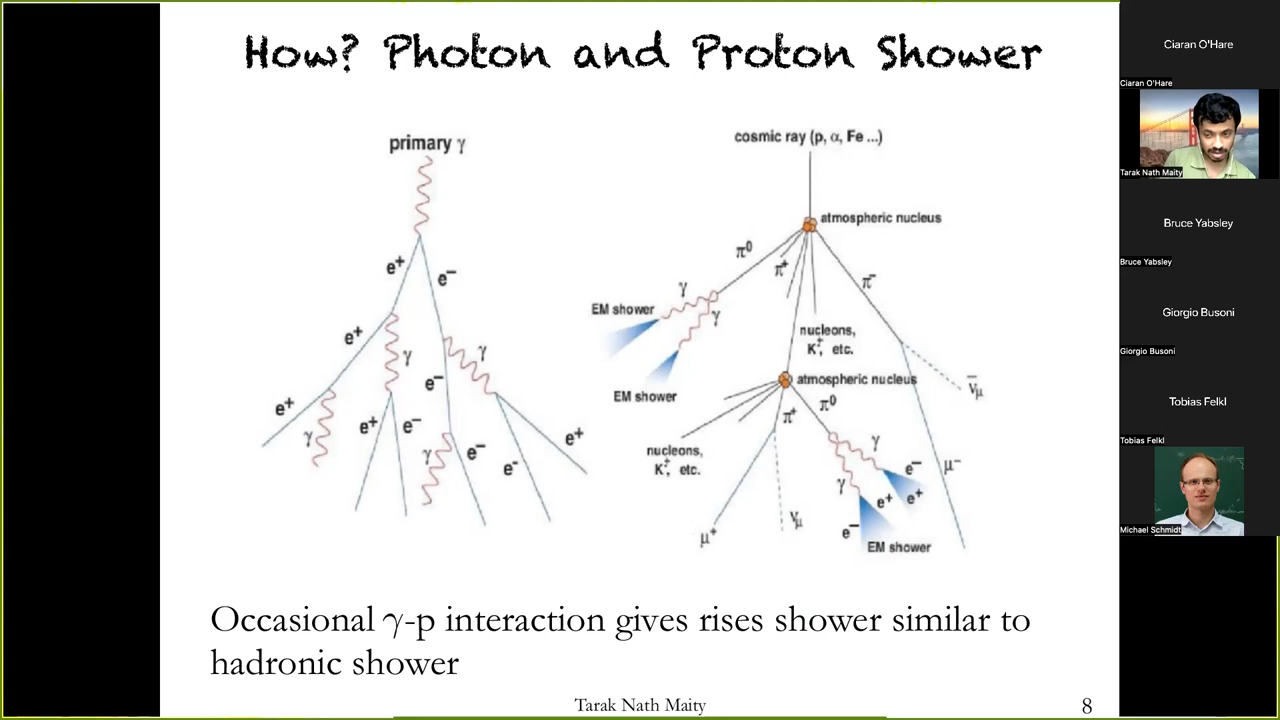 How? Photon and Proton Shower
primary γ
e⁺
e⁻
e⁺
γ
γ
e⁻
e⁺
γ
e⁺
e⁻
γ
e⁻
e⁻
e⁺
cosmic ray (p, α, Fe ...)
atmospheric nucleus
π⁰
π⁺
π⁻
γ
γ
EM shower
EM shower
nucleons,
K±, etc.
atmospheric nucleus
ν̄μ
π⁺
π⁰
nucleons,
K±, etc.
γ
γ
e⁻
e⁺
e⁺
e⁻
μ⁻
μ⁺
νμ
EM shower
Occasional γ-p interaction gives rises shower similar to
hadronic shower
Tarak Nath Maity
8
Ciaran O'Hare
Ciaran O'Hare
Tarak Nath Maity
Bruce Yabsley
Bruce Yabsley
Giorgio Busoni
Giorgio Busoni
Tobias Felkl
Tobias Felkl
Michael Schmidt